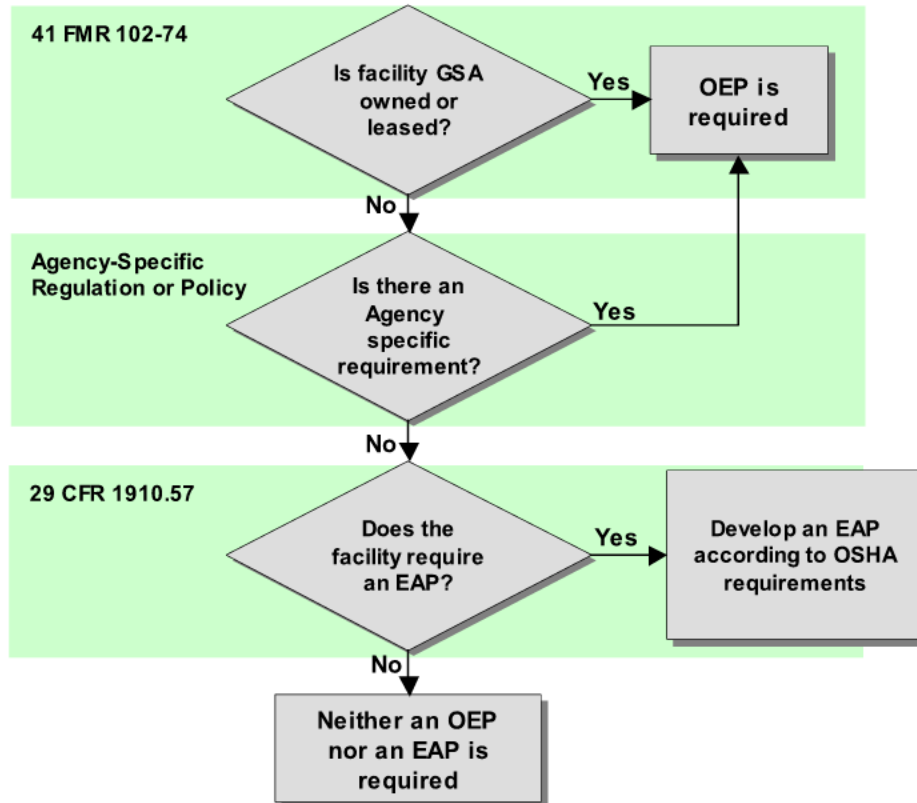 41 FMR 102-74
Is facility GSA
owned or
leased?
Yes
OEP is
required
No
Agency-Specific
Regulation or Policy
Is there an
Agency
specific
requirement?
Yes
No
29 CFR 1910.57
Does the
facility require
an EAP?
Yes
Develop an EAP
according to OSHA
requirements
No
Neither an OEP
nor an EAP is
required